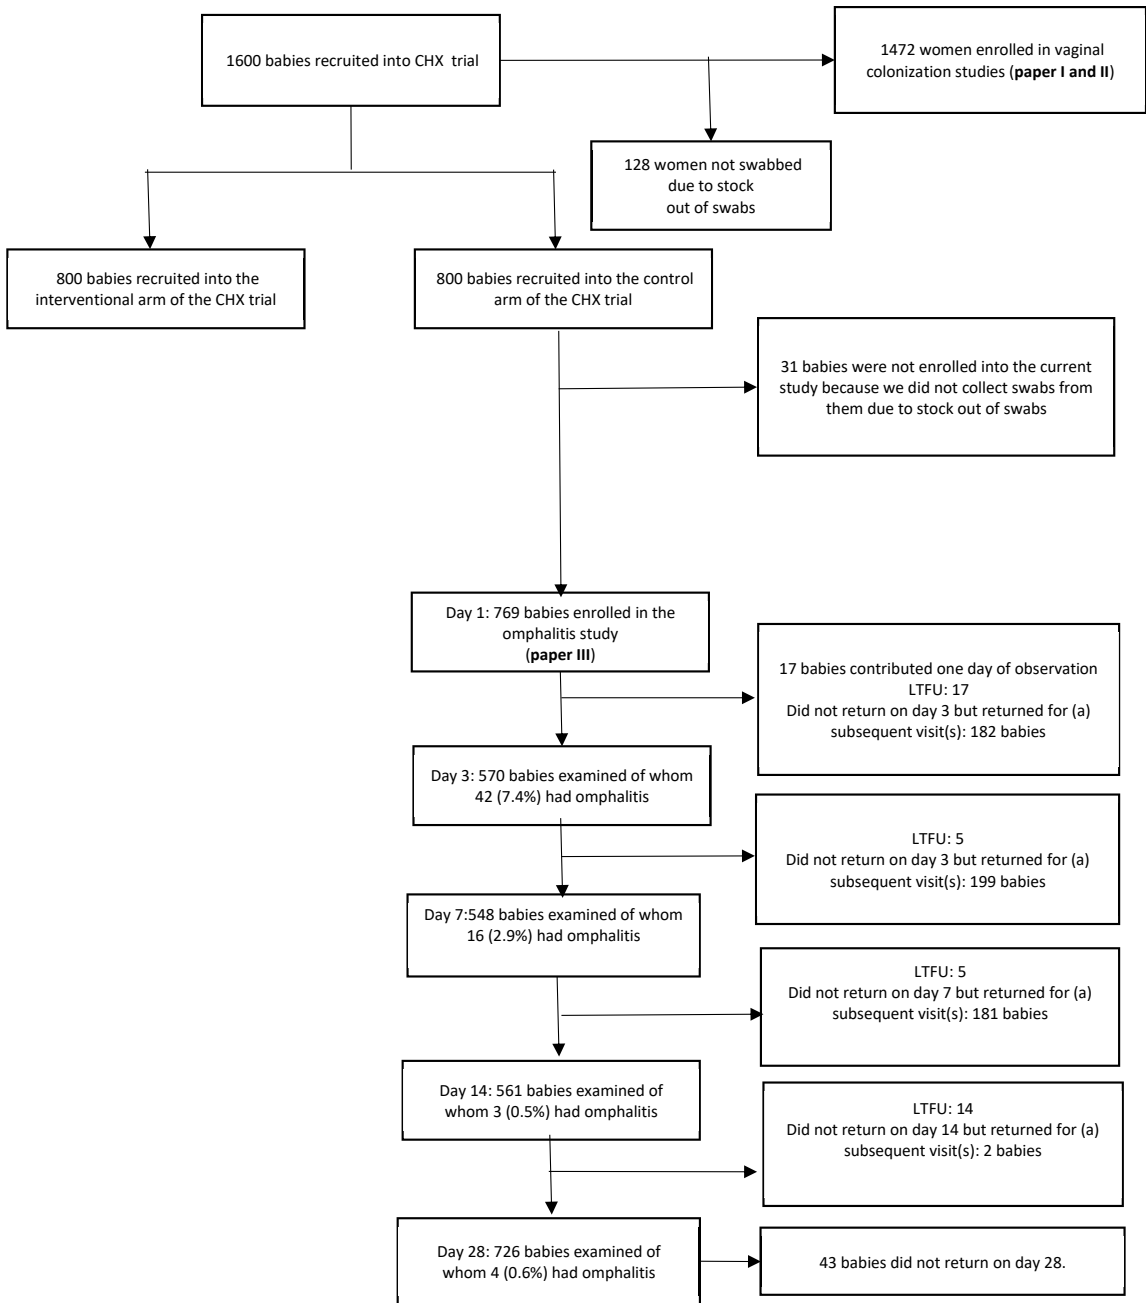 1600 babies recruited into CHX trial
1472 women enrolled in vaginal
colonization studies (paper I and II)
128 women not swabbed
due to stock
out of swabs
800 babies recruited into the
interventional arm of the CHX trial
800 babies recruited into the control
arm of the CHX trial
31 babies were not enrolled into the current
study because we did not collect swabs from
them due to stock out of swabs
Day 1: 769 babies enrolled in the
omphalitis study
(paper III)
17 babies contributed one day of observation
LTFU: 17
Did not return on day 3 but returned for (a)
subsequent visit(s): 182 babies
Day 3: 570 babies examined of whom
42 (7.4%) had omphalitis
LTFU: 5
Did not return on day 3 but returned for (a)
subsequent visit(s): 199 babies
Day 7:548 babies examined of whom
16 (2.9%) had omphalitis
LTFU: 5
Did not return on day 7 but returned for (a)
subsequent visit(s): 181 babies
Day 14: 561 babies examined of
whom 3 (0.5%) had omphalitis
LTFU: 14
Did not return on day 14 but returned for (a)
subsequent visit(s): 2 babies
Day 28: 726 babies examined of
whom 4 (0.6%) had omphalitis
43 babies did not return on day 28.